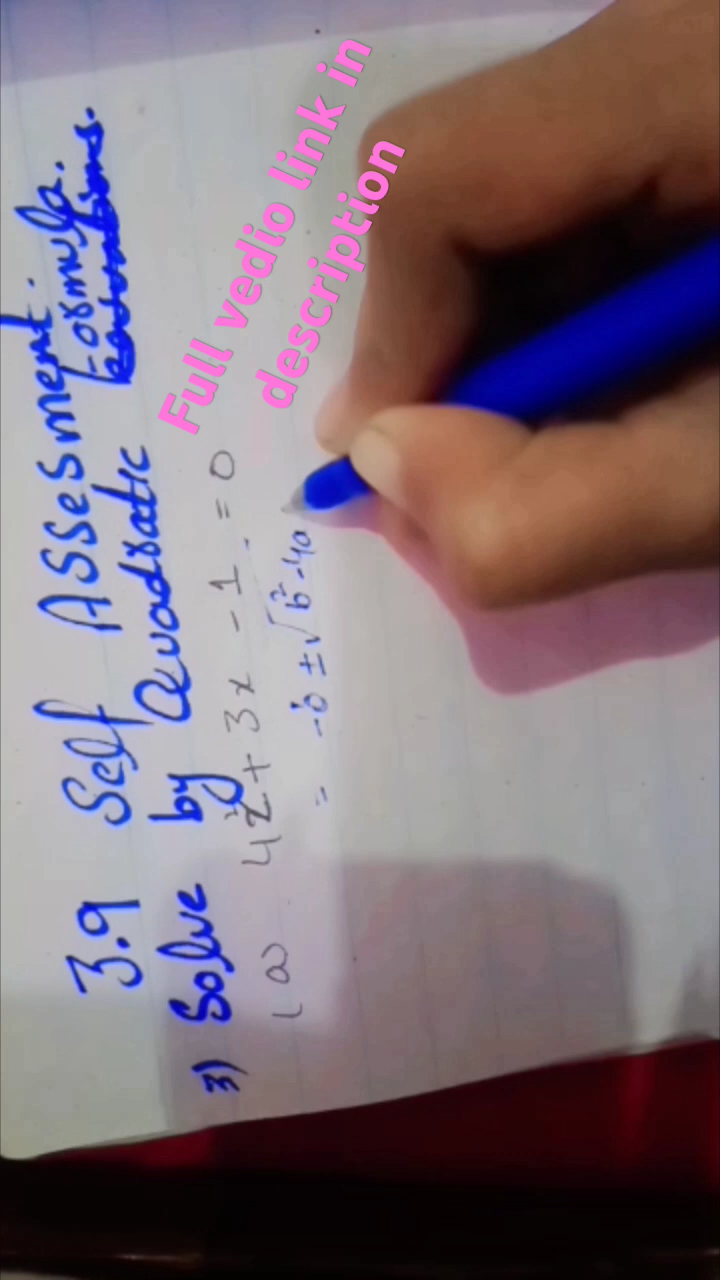 3.9 Self Assesment.
3) Solve by Quadratic Formula.
4x² + 3x - 1 = 0
= -b ± √b² - 4a
Full vedio link in
description